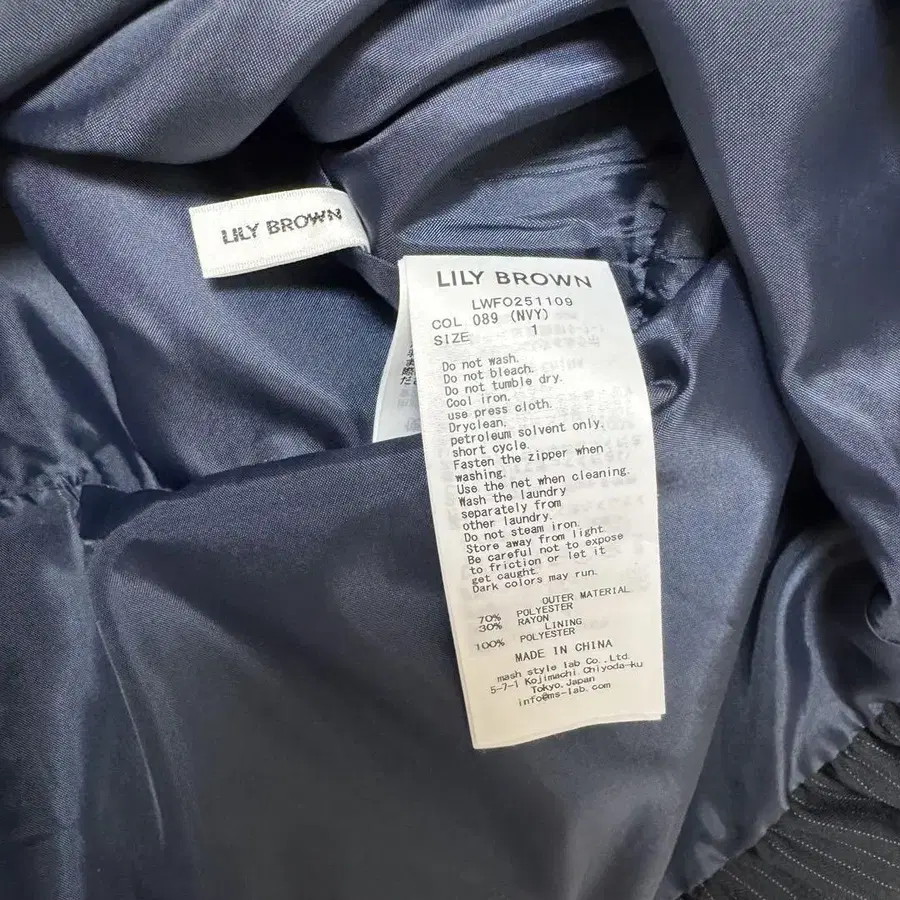 LILY BROWN
LILY BROWN
LWFO251109
COL 089 (NVY)
SIZE 1
Do not wash.
Do not bleach.
Do not tumble dry.
Cool iron.
use press cloth.
Dryclean.
petroleum solvent only,
short cycle.
Fasten the zipper when
washing.
Use the net when cleaning.
Wash the laundry
separately from
other laundry.
Do not steam iron.
Store away from light.
Be careful not to expose
to friction or let it
get caught.
Dark colors may run.
OUTER MATERIAL
70% POLYESTER
30% RAYON
LINING
100% POLYESTER
MADE IN CHINA
mash style lab Co.,Ltd.
5-7-1 Kojimachi Chiyoda-ku
Tokyo,Japan
info@ms-lab.com